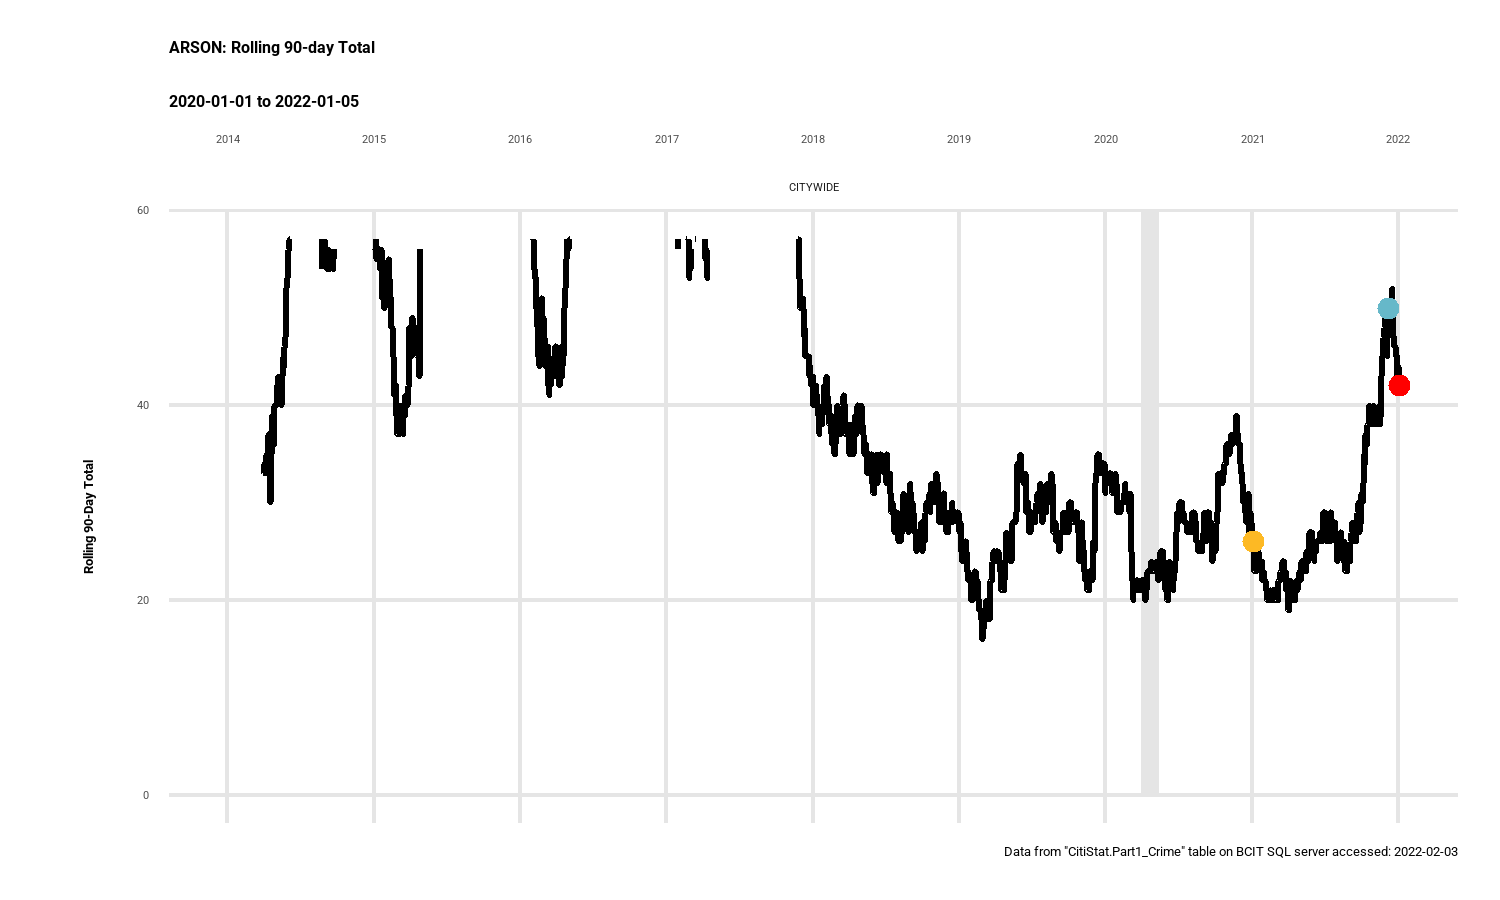 ARSON: Rolling 90-day Total
2020-01-01 to 2022-01-05
2014 2015 2016 2017 2018 2019 2020 2021 2022
CITYWIDE
60
40
20
0
Rolling 90-Day Total
Data from "CitiStat.Part1_Crime" table on BCIT SQL server accessed: 2022-02-03